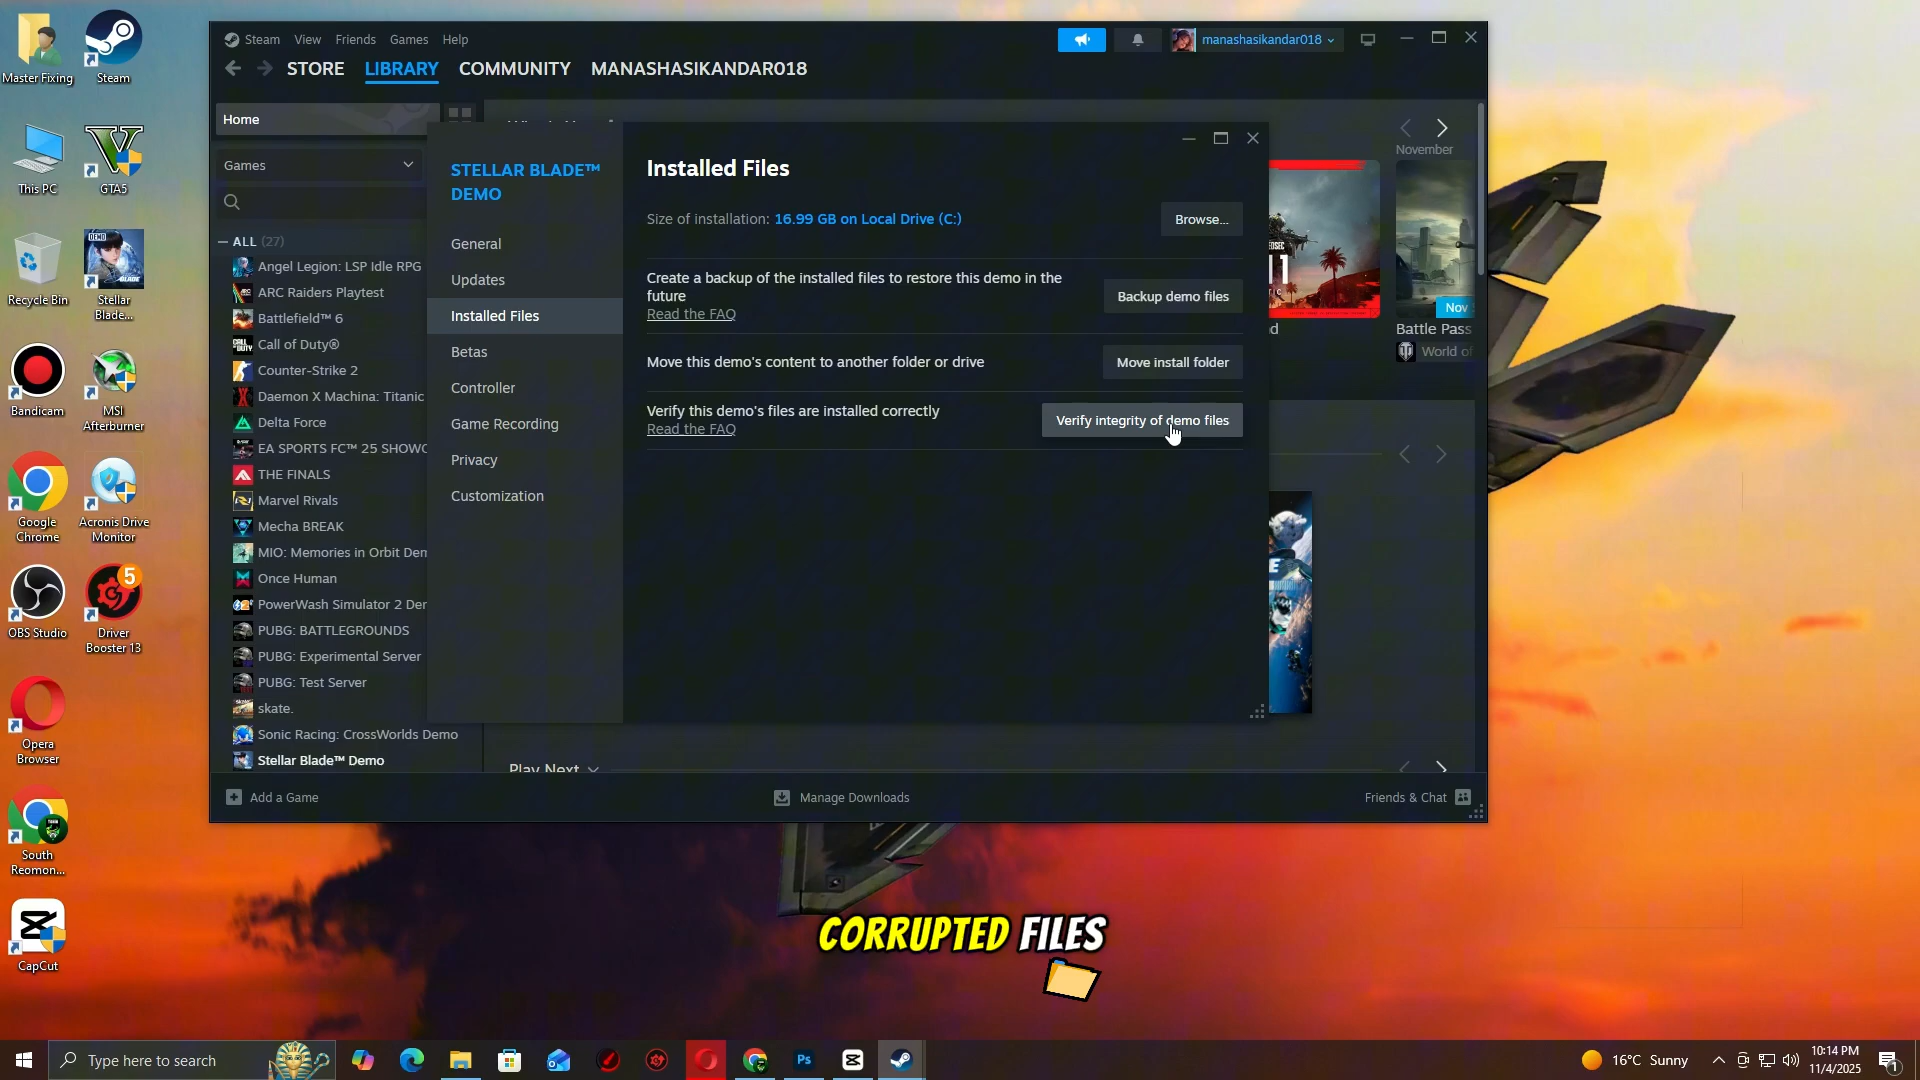 Master Fixing
Steam
This PC
GTA5
Recycle Bin
DEMO
Stellar
Blade...
Bandicam
MSI
Afterburner
Google
Chrome
Acronis Drive
Monitor
OBS Studio
5
Driver
Booster 13
Opera
Browser
South
Reomon...
CapCut
Steam View Friends Games Help
manashasikandar018
STORE LIBRARY COMMUNITY MANASHASIKANDAR018
Home
Games
ALL (27)
Angel Legion: LSP Idle RPG
ARC Raiders Playtest
Battlefield™ 6
Call of Duty®
Counter-Strike 2
Daemon X Machina: Titanic
Delta Force
EA SPORTS FC™ 25 SHOWC
THE FINALS
Marvel Rivals
Mecha BREAK
MIO: Memories in Orbit Dem
Once Human
PowerWash Simulator 2 Der
PUBG: BATTLEGROUNDS
PUBG: Experimental Server
PUBG: Test Server
skate.
Sonic Racing: CrossWorlds Demo
Stellar Blade™ Demo
STELLAR BLADE™
DEMO
General
Updates
Installed Files
Betas
Controller
Game Recording
Privacy
Customization
Installed Files
Size of installation: 16.99 GB on Local Drive (C:)
Browse...
Create a backup of the installed files to restore this demo in the
future
Read the FAQ
Backup demo files
Move this demo's content to another folder or drive
Move install folder
Verify this demo's files are installed correctly
Read the FAQ
Verify integrity of demo files
November
Nov
Battle Pass
World of
Play Next
Add a Game
Manage Downloads
Friends & Chat
CORRUPTED FILES
Type here to search
Ps
16°C Sunny
10:14 PM
11/4/2025
1